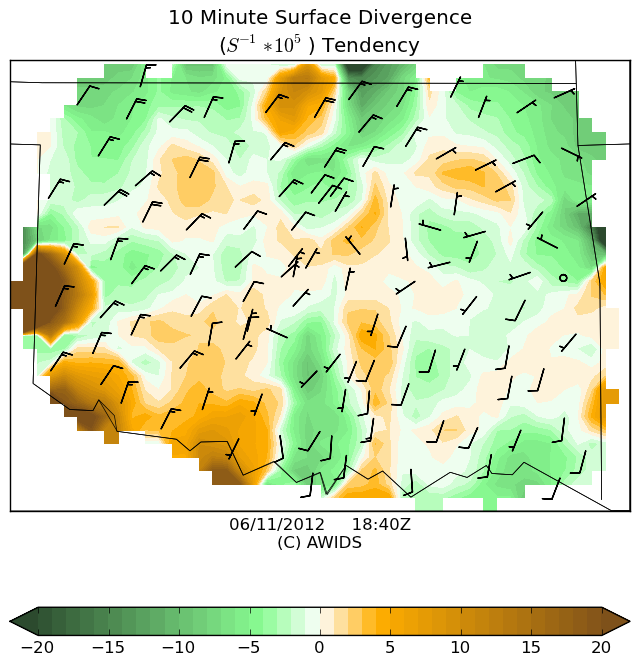 10 Minute Surface Divergence
(S⁻¹ ∗10⁵ ) Tendency
06/11/2012 18:40Z
(C) AWIDS
−20 −15 −10 −5 0 5 10 15 20